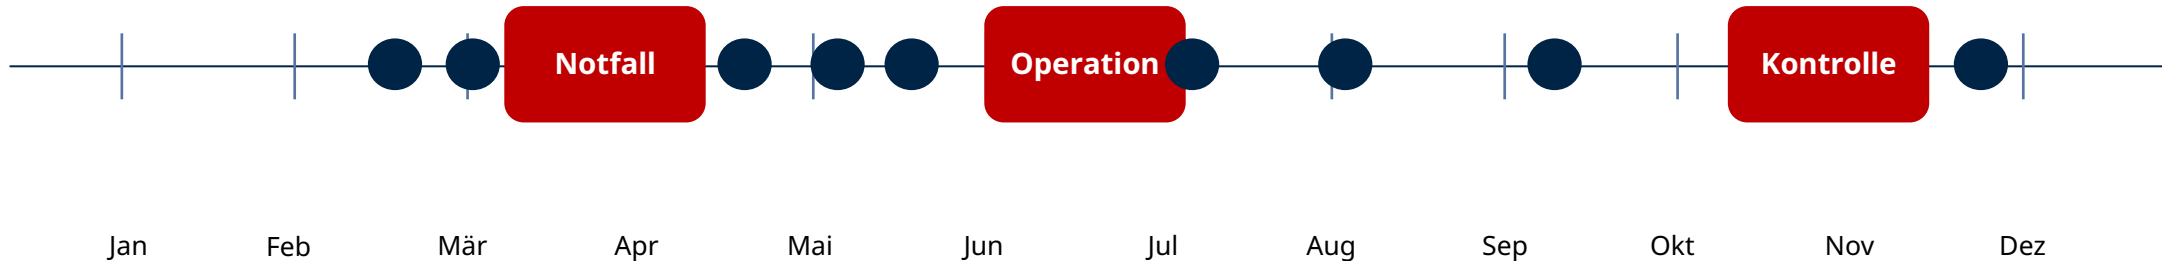 Notfall Operation Kontrolle
Jan Feb Mär Apr Mai Jun Jul Aug Sep Okt Nov Dez